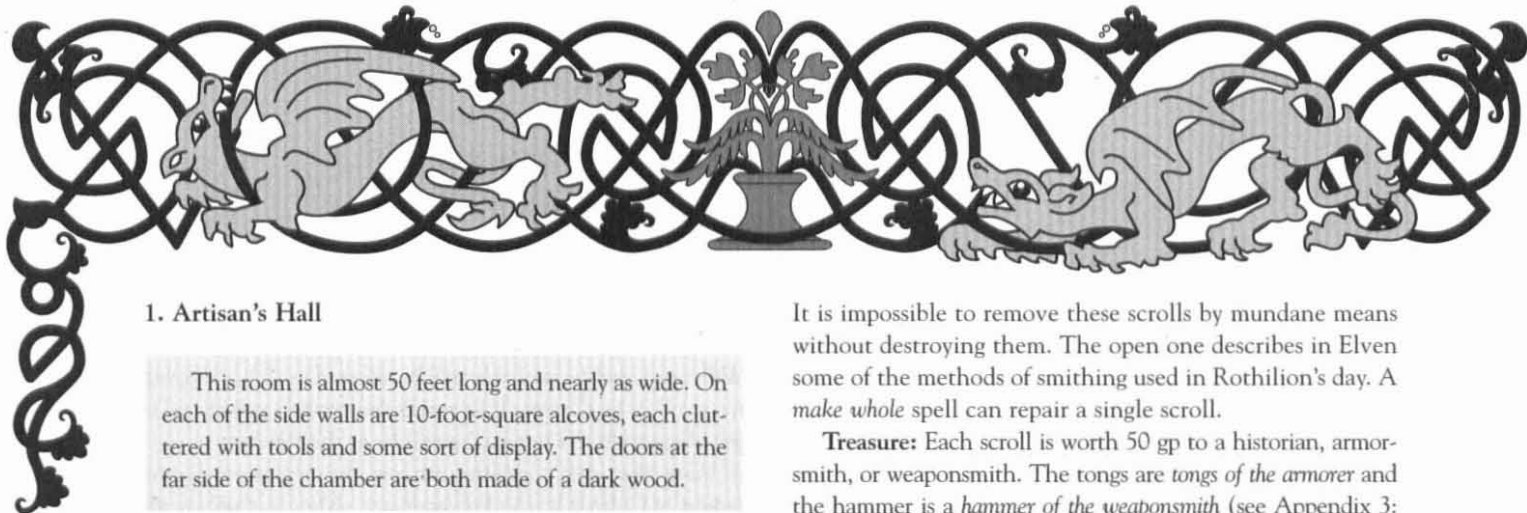 1. Artisan's Hall
This room is almost 50 feet long and nearly as wide. On
each of the side walls are 10-foot-square alcoves, each clut-
tered with tools and some sort of display. The doors at the
far side of the chamber are both made of a dark wood.
It is impossible to remove these scrolls by mundane means
without destroying them. The open one describes in Elven
some of the methods of smithing used in Rothilion's day. A
make whole spell can repair a single scroll.
Treasure: Each scroll is worth 50 gp to a historian, armor-
smith, or weaponsmith. The tongs are tongs of the armorer and
the hammer is a hammer of the weaponsmith (see Appendix 3: